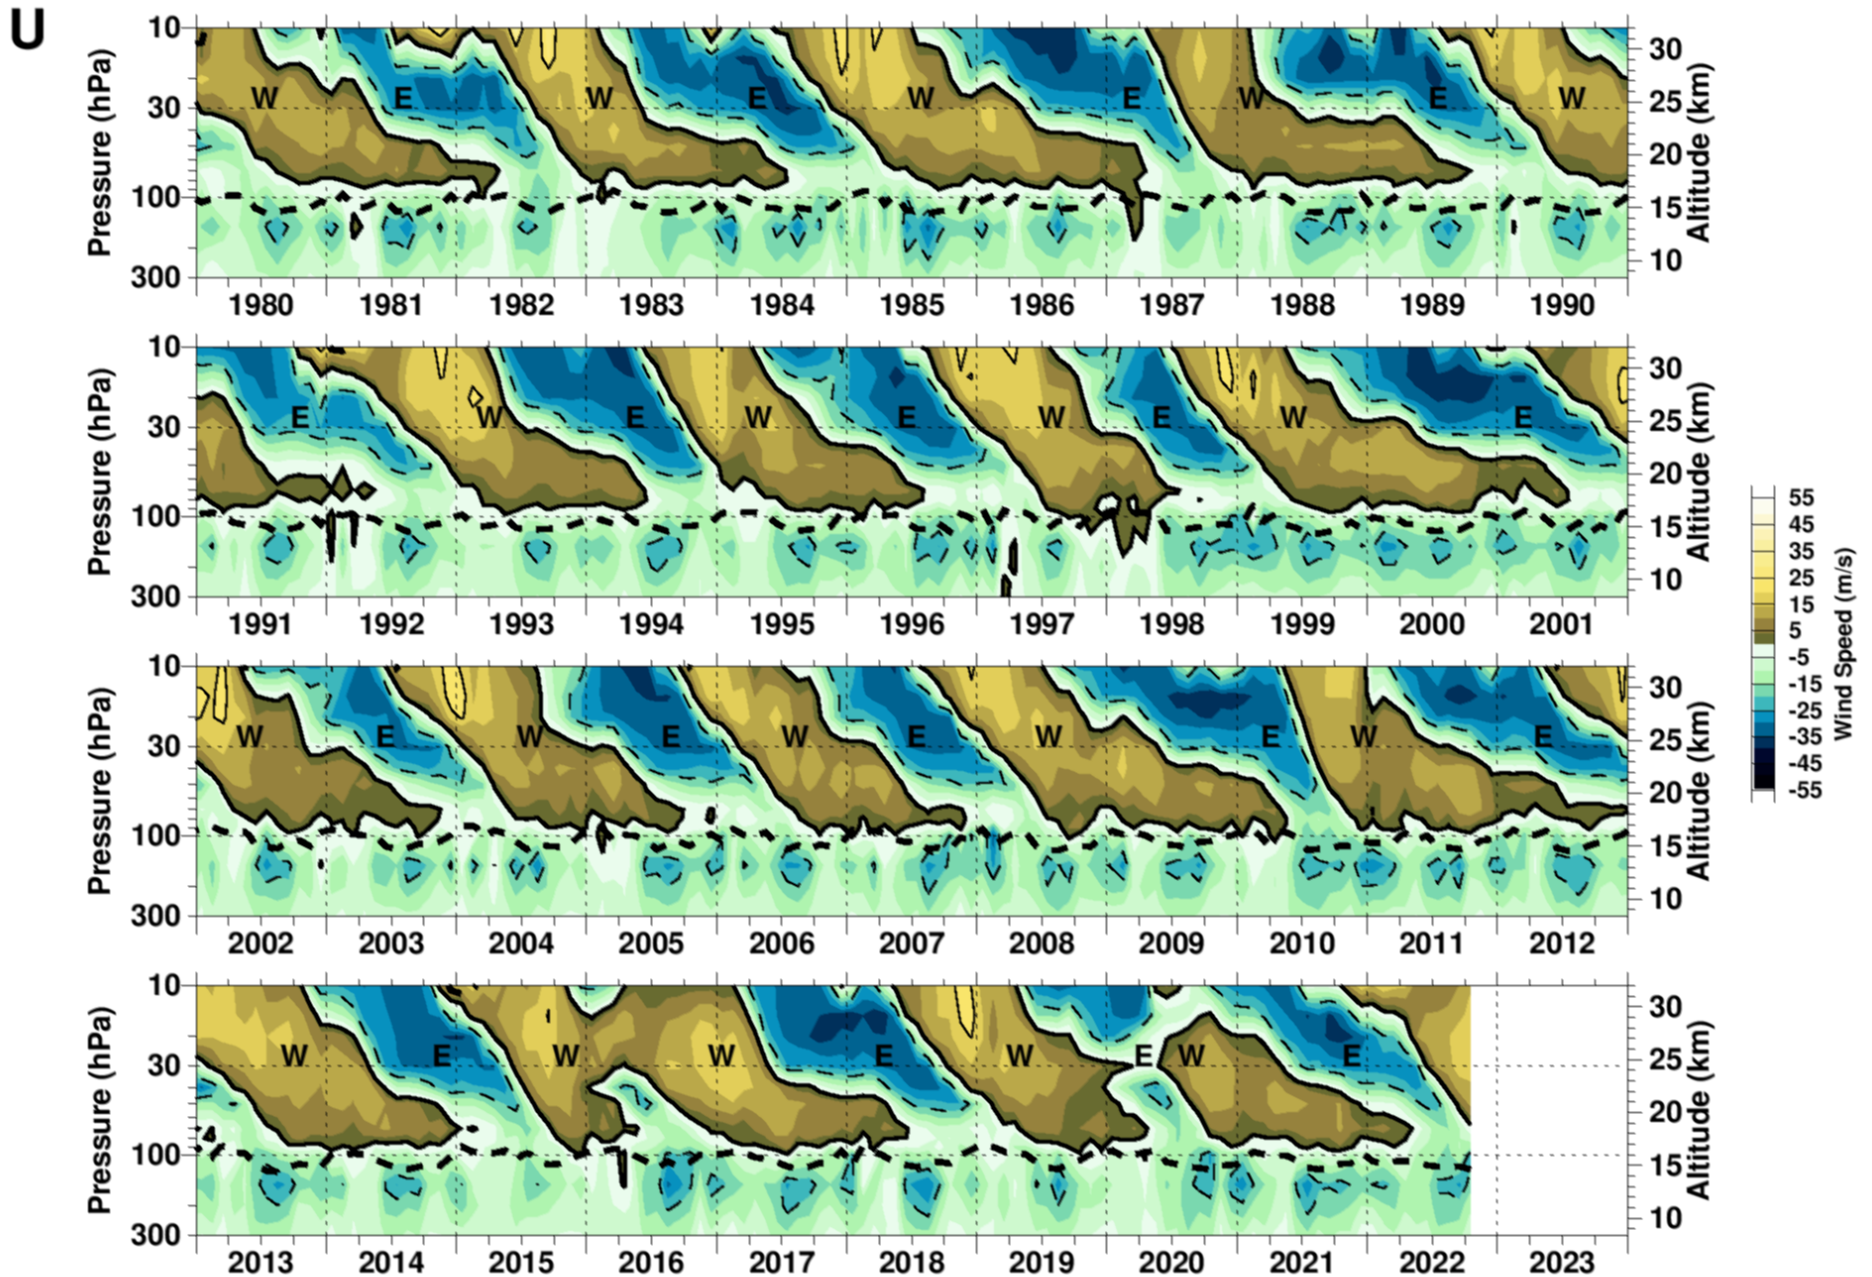 U
Pressure (hPa)
10
30
100
300
W E W E W E W E W
30
25
20
15
10
Altitude (km)
1980 1981 1982 1983 1984 1985 1986 1987 1988 1989 1990
Pressure (hPa)
10
30
100
300
E W E W E W E W E
30
25
20
15
10
Altitude (km)
1991 1992 1993 1994 1995 1996 1997 1998 1999 2000 2001
Pressure (hPa)
10
30
100
300
W E W E W E W E W E
30
25
20
15
10
Altitude (km)
2002 2003 2004 2005 2006 2007 2008 2009 2010 2011 2012
Pressure (hPa)
10
30
100
300
W E W W E W E W E
30
25
20
15
10
Altitude (km)
2013 2014 2015 2016 2017 2018 2019 2020 2021 2022 2023
55
45
35
25
15
5
-5
-15
-25
-35
-45
-55
Wind Speed (m/s)